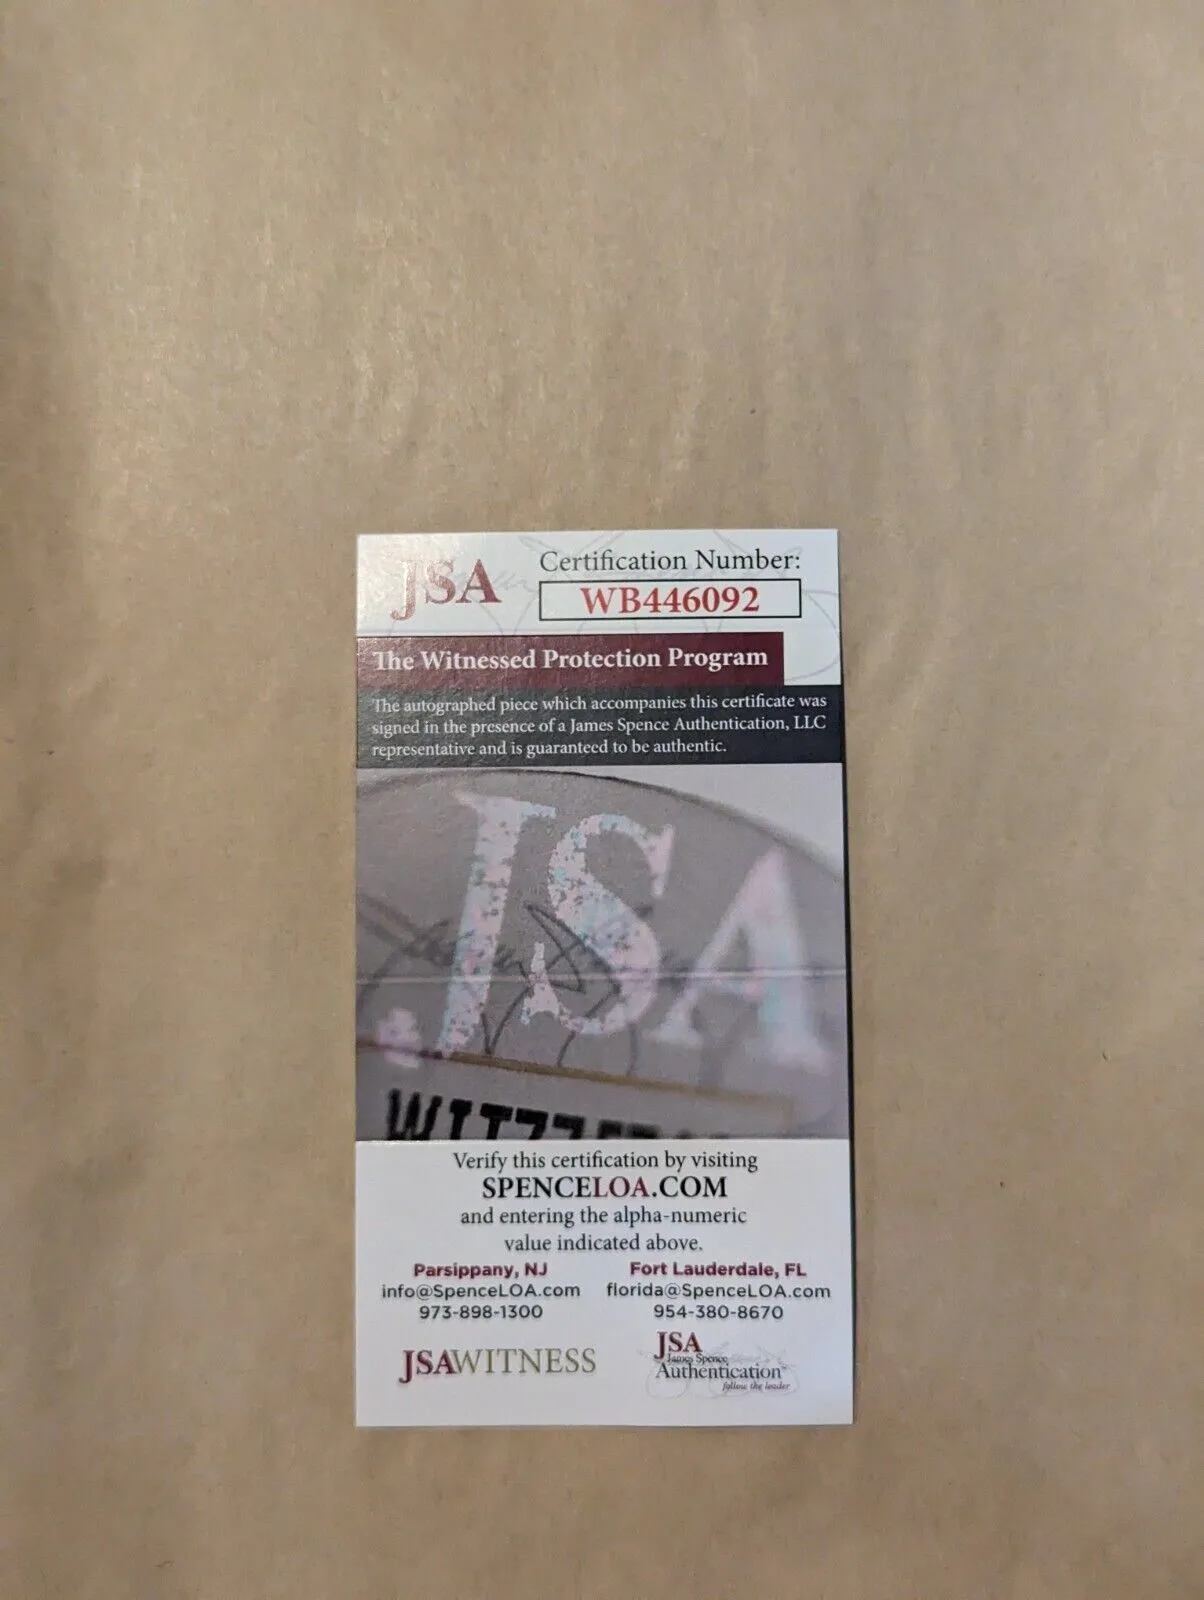 JSA
Certification Number:
WB446092
The Witnessed Protection Program
The autographed piece which accompanies this certificate was
signed in the presence of a James Spence Authentication, LLC
representative and is guaranteed to be authentic.
JSA
Verify this certification by visiting
SPENCELOA.COM
and entering the alpha-numeric
value indicated above.
Parsippany, NJ
info@SpenceLOA.com
973-898-1300
Fort Lauderdale, FL
florida@SpenceLOA.com
954-380-8670
JSAWITNESS
JSA
James Spence
Authentication™
follow the leader